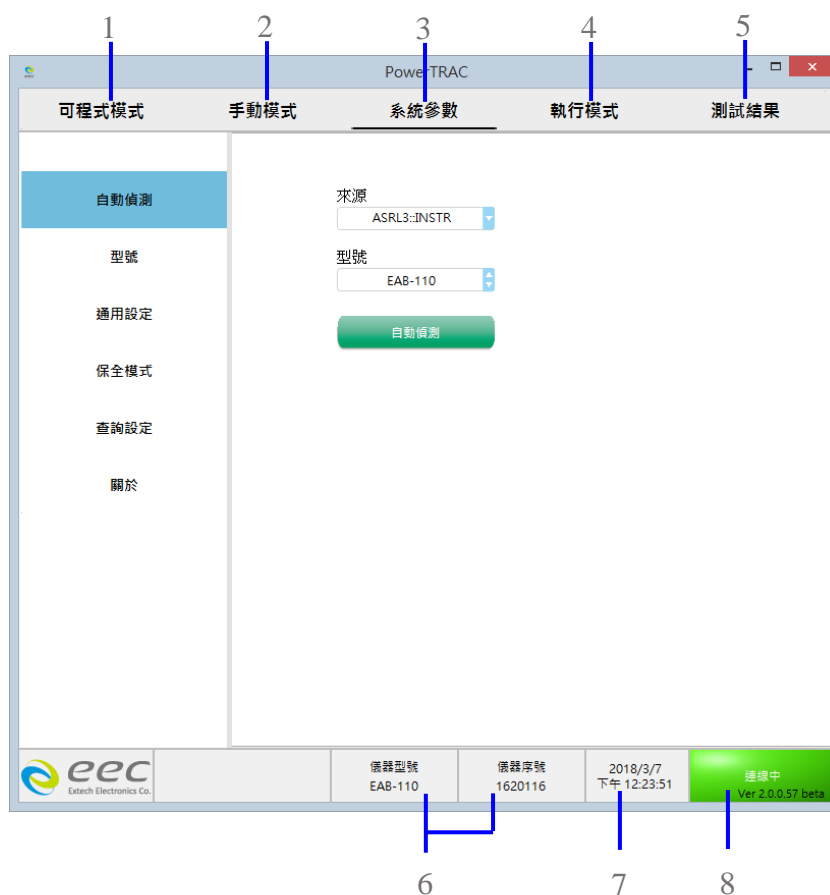 1 2 3 4 5
PowerTRAC
可程式模式 手動模式 系統參數 執行模式 測試結果
自動偵測
型號
通用設定
保全模式
查詢設定
關於
來源
ASRL3::INSTR
型號
EAB-110
自動偵測
eec
Extech Electronics Co.
儀器型號
EAB-110
儀器序號
1620116
2018/3/7
下午 12:23:51
連線中
Ver 2.0.0.57 beta
6 7 8